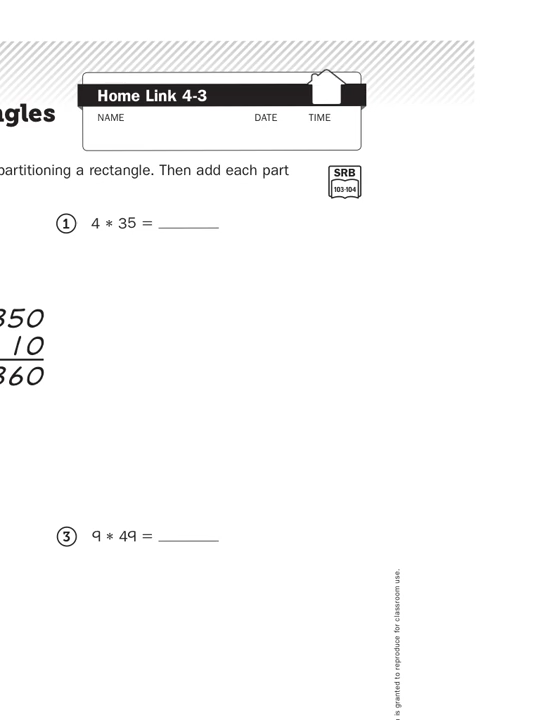 Home Link 4-3
ngles
NAME DATE TIME
partitioning a rectangle. Then add each part
SRB
103-104
1 4 * 35 = ________
350
10
360
3 9 * 49 = ________
is granted to reproduce for classroom use.